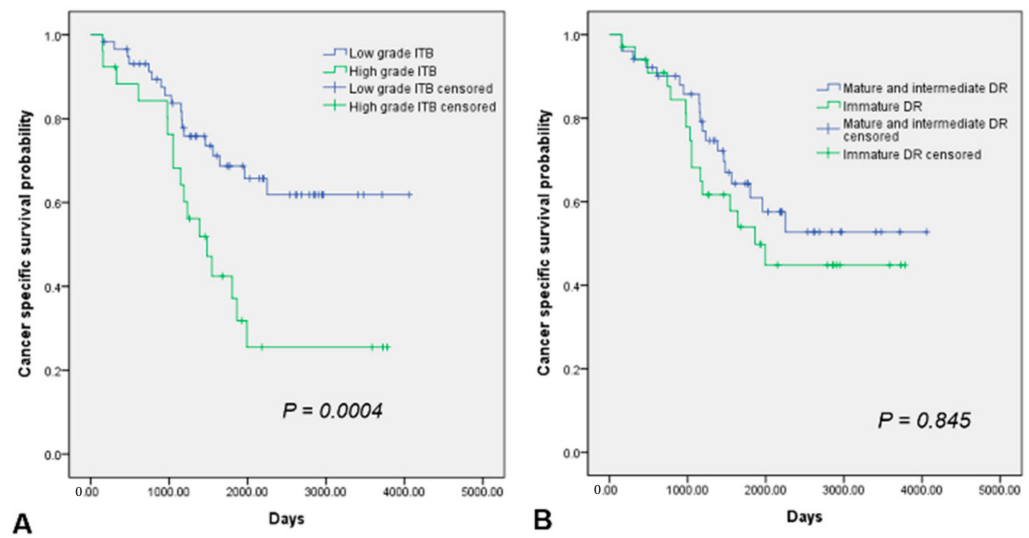 1.0
0.8
0.6
0.4
0.2
0.0
Cancer specific survival probability
Low grade ITB
High grade ITB
Low grade ITB censored
High grade ITB censored
P = 0.0004
0.00 1000.00 2000.00 3000.00 4000.00 5000.00
Days
A
1.0
0.8
0.6
0.4
0.2
0.0
Cancer specific survival probability
Mature and intermediate DR
Immature DR
Mature and intermediate DR
censored
Immature DR censored
P = 0.845
0.00 1000.00 2000.00 3000.00 4000.00 5000.00
Days
B